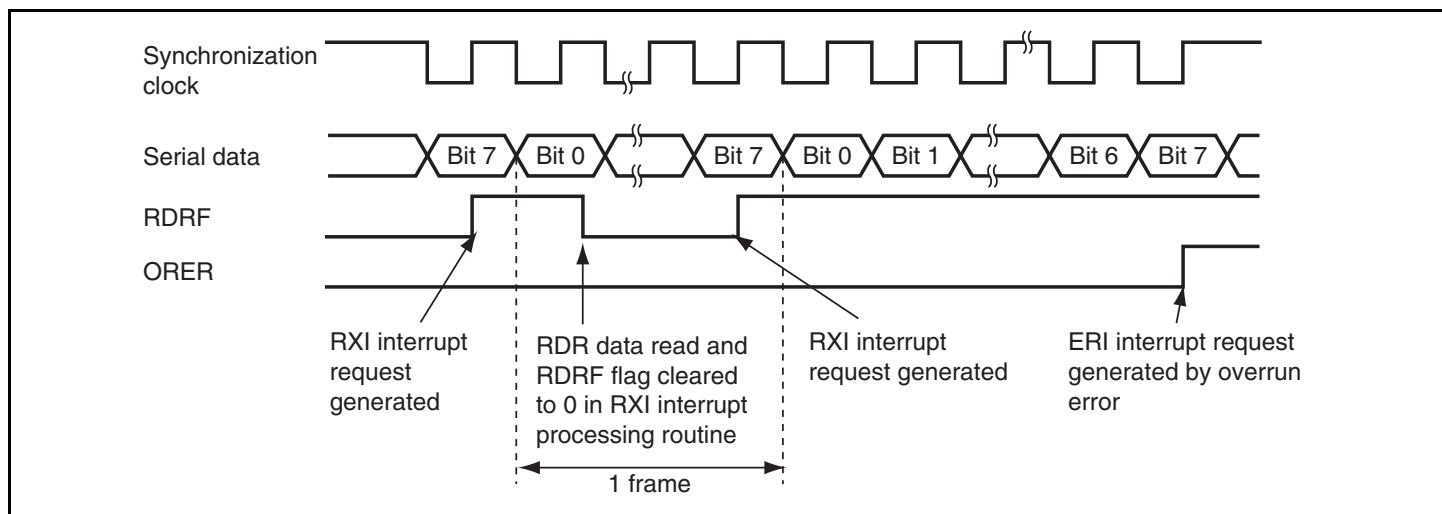 Synchronization
clock
Serial data
Bit 7
Bit 0
Bit 7
Bit 0
Bit 1
Bit 6
Bit 7
RDRF
ORER
RXI interrupt
request
generated
RDR data read and
RDRF flag cleared
to 0 in RXI interrupt
processing routine
RXI interrupt
request generated
ERI interrupt request
generated by overrun
error
1 frame